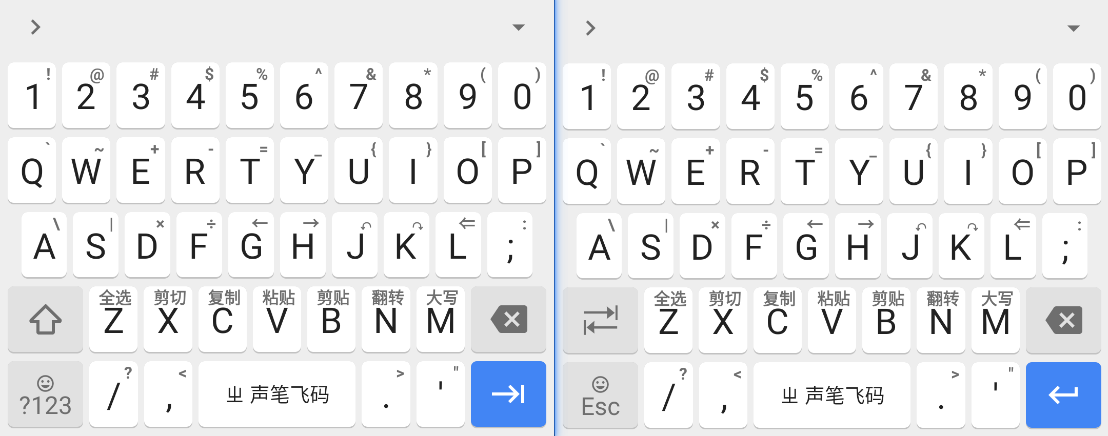 ! @ # $ % ^ & * ( )
1 2 3 4 5 6 7 8 9 0
` ~ + - = _ { } [ ]
Q W E R T Y U I O P
\ | × ÷ ← → ↶ ↷ ⇐ :
A S D F G H J K L ;
全选 剪切 复制 粘贴 剪贴 翻转 大写
Z X C V B N M
? < > "
?123 / , ㄓ 声笔飞码 . '
! @ # $ % ^ & * ( )
1 2 3 4 5 6 7 8 9 0
` ~ + - = _ { } [ ]
Q W E R T Y U I O P
\ | × ÷ ← → ↶ ↷ ⇐ :
A S D F G H J K L ;
全选 剪切 复制 粘贴 剪贴 翻转 大写
Z X C V B N M
? < > "
Esc / , ㄓ 声笔飞码 . '